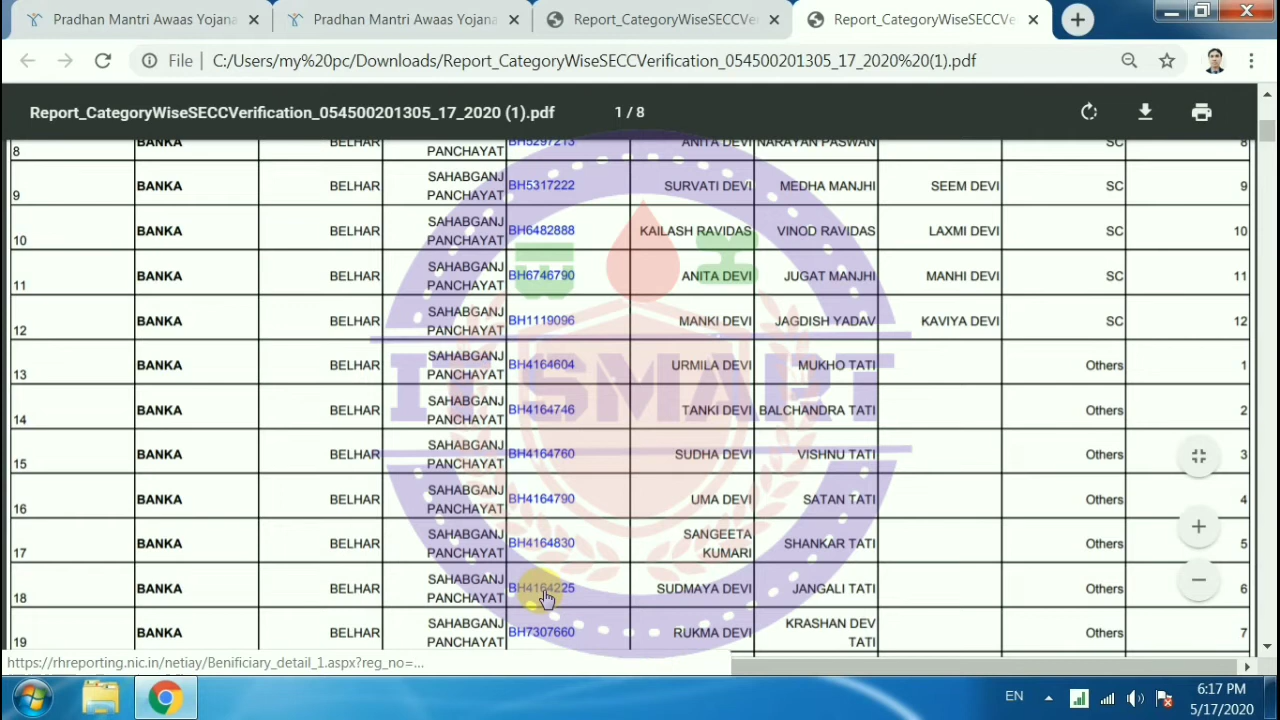 Pradhan Mantri Awaas Yojana
Pradhan Mantri Awaas Yojana
Report_CategoryWiseSECCVe
Report_CategoryWiseSECCVe
File C:/Users/my%20pc/Downloads/Report_CategoryWiseSECCVerification_054500201305_17_2020%20(1).pdf
Report_CategoryWiseSECCVerification_054500201305_17_2020 (1).pdf 1 / 8
8 BANKA BELHAR PANCHAYAT BH5297213 ANITA DEVI NARAYAN PASWAN SC 8
9 BANKA BELHAR SAHABGANJ PANCHAYAT BH5317222 SURVATI DEVI MEDHA MANJHI SEEM DEVI SC 9
10 BANKA BELHAR SAHABGANJ PANCHAYAT BH6482888 KAILASH RAVIDAS VINOD RAVIDAS LAXMI DEVI SC 10
11 BANKA BELHAR SAHABGANJ PANCHAYAT BH6746790 ANITA DEVI JUGAT MANJHI MANHI DEVI SC 11
12 BANKA BELHAR SAHABGANJ PANCHAYAT BH1119096 MANKI DEVI JAGDISH YADAV KAVIYA DEVI SC 12
13 BANKA BELHAR SAHABGANJ PANCHAYAT BH4164604 URMILA DEVI MUKHO TATI Others 1
14 BANKA BELHAR SAHABGANJ PANCHAYAT BH4164746 TANKI DEVI BALCHANDRA TATI Others 2
15 BANKA BELHAR SAHABGANJ PANCHAYAT BH4164760 SUDHA DEVI VISHNU TATI Others 3
16 BANKA BELHAR SAHABGANJ PANCHAYAT BH4164790 UMA DEVI SATAN TATI Others 4
17 BANKA BELHAR SAHABGANJ PANCHAYAT BH4164830 SANGEETA KUMARI SHANKAR TATI Others 5
18 BANKA BELHAR SAHABGANJ PANCHAYAT BH4164225 SUDMAYA DEVI JANGALI TATI Others 6
19 BANKA BELHAR SAHABGANJ PANCHAYAT BH7307660 RUKMA DEVI KRASHAN DEV TATI Others 7
IT SMART
https://rhreporting.nic.in/netiay/Benificiary_detail_1.aspx?reg_no=...
EN
6:17 PM
5/17/2020